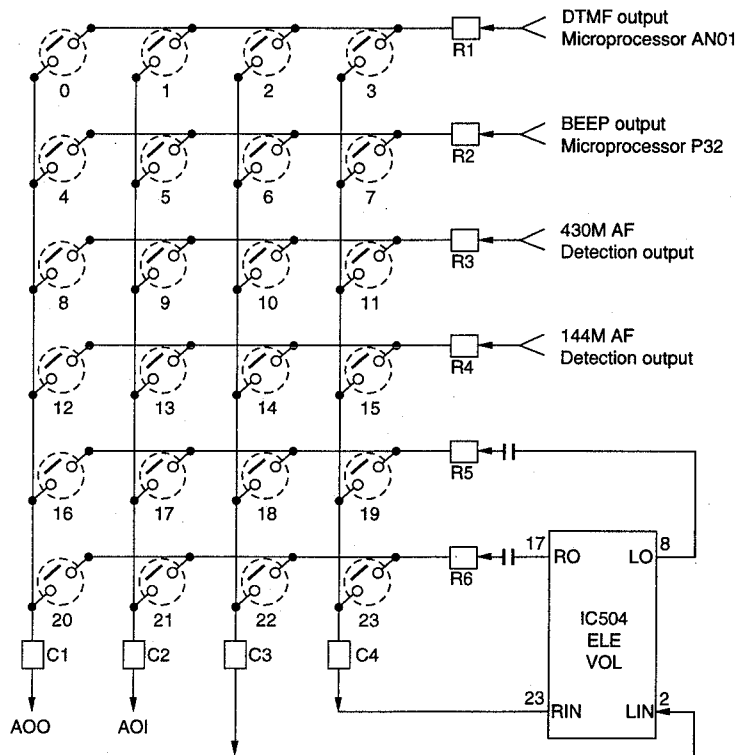 DTMF output
Microprocessor AN01
R1
0 1 2 3
BEEP output
Microprocessor P32
R2
4 5 6 7
430M AF
Detection output
R3
8 9 10 11
144M AF
Detection output
R4
12 13 14 15
R5
16 17 18 19
17 RO LO 8
R6
20 21 22 23
IC504
ELE
VOL
C1 C2 C3 C4
23 RIN LIN 2
AOO AOI